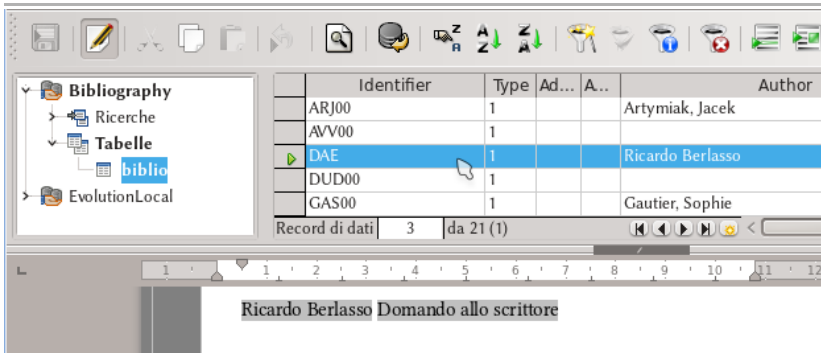 Bibliography
Ricerche
Tabelle
biblio
EvolutionLocal
Identifier Type Ad... A... Author
ARJ00 1 Artymiak, Jacek
AVV00 1
DAE 1 Ricardo Berlasso
DUD00 1
GAS00 1 Gautier, Sophie
Record di dati 3 da 21 (1)
1 1 2 3 4 5 6 7 8 9 10 11 12
Ricardo Berlasso Domando allo scrittore